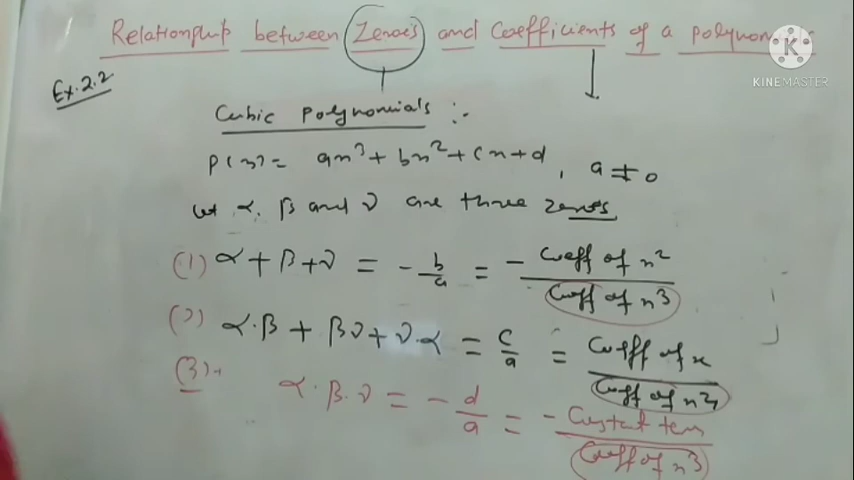 Relationship between Zeroes and Coefficients of a polynom
K
KINEMASTER
Ex. 2.2
Cubic polynomials :-
P(x) = ax³ + bx² + cx + d, a ≠ 0
let α, β and γ are three zeroes
(1) α + β + γ = - b/a = - Coeff of x² / Coeff of x³
(2) α.β + βγ + γ.α = c/a = Coeff of x / Coeff of x³
(3) α.β.γ = - d/a = - Constant term / Coeff of x³